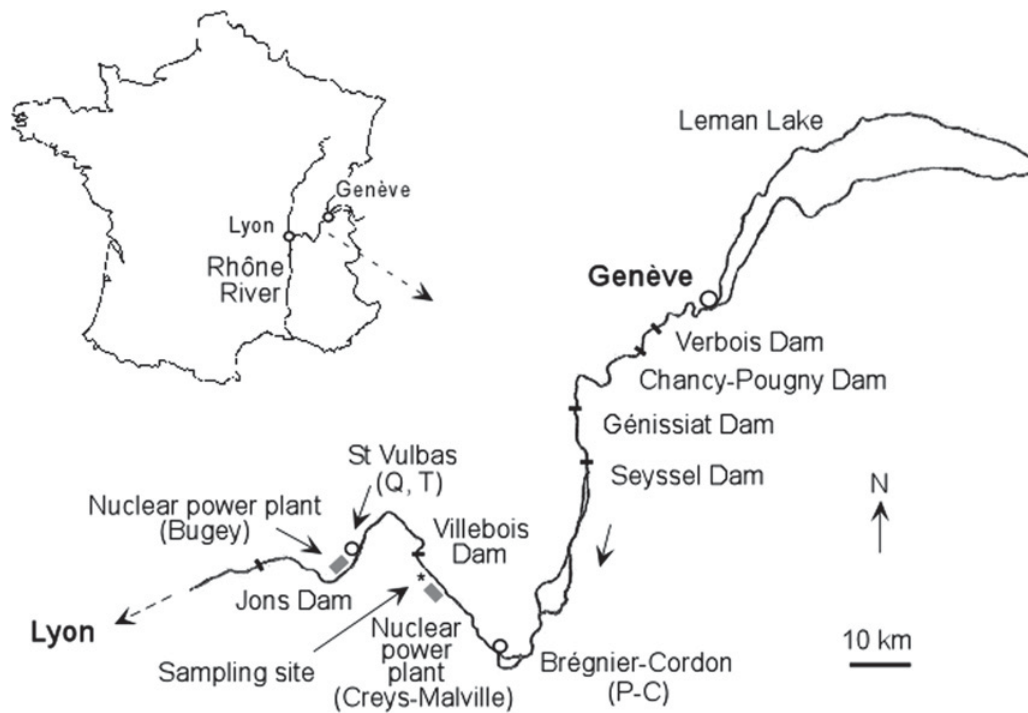 Leman Lake
Genève
Lyon
Rhône
River
Genève
Verbois Dam
Chancy-Pougny Dam
Génissiat Dam
St Vulbas
(Q, T)
Seyssel Dam
N
Nuclear power plant
(Bugey)
Villebois
Dam
Jons Dam
Lyon
Sampling site
Nuclear
power
plant
(Creys-Malville)
Brégnier-Cordon
(P-C)
10 km